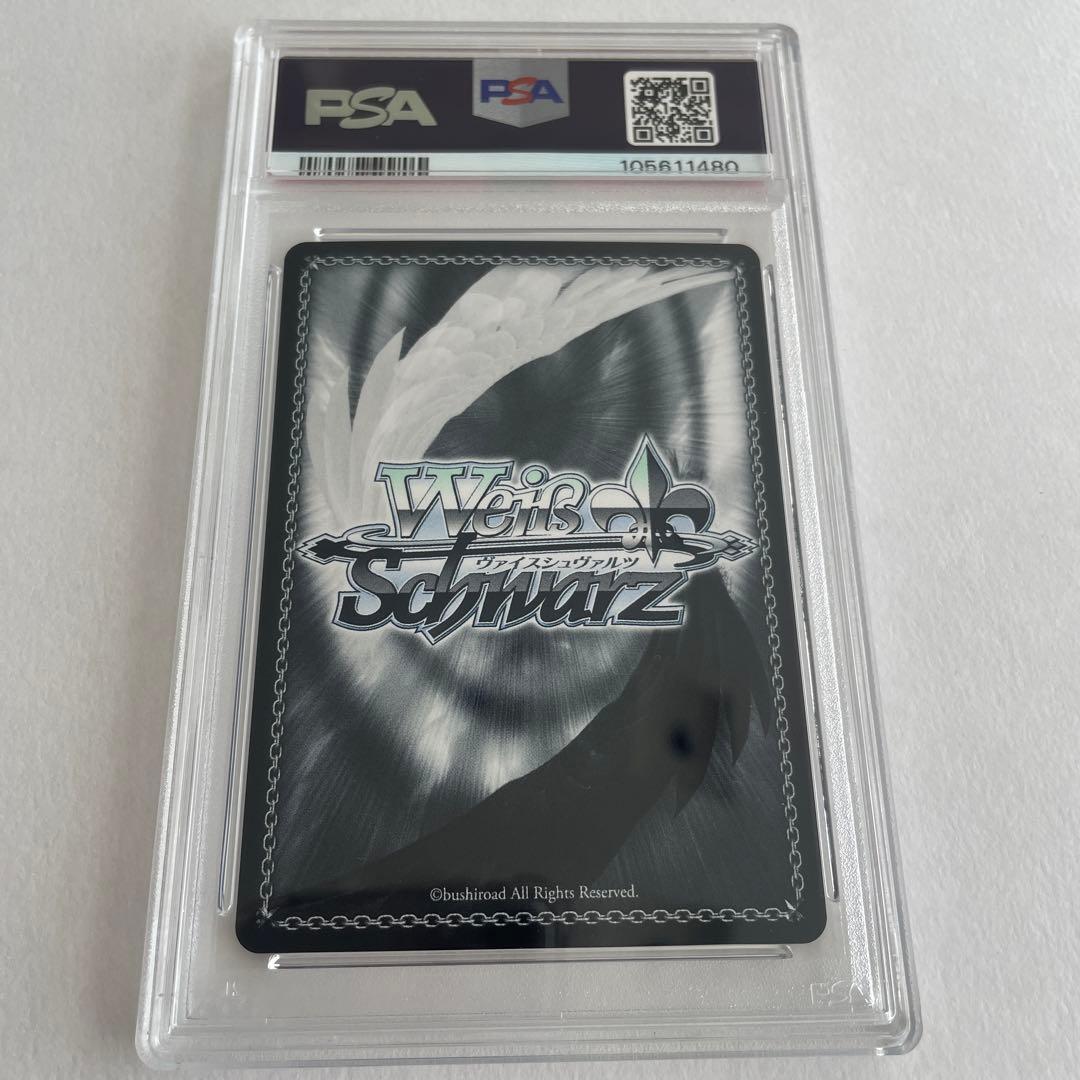 PSA
PSA
105611480
Weiß
ヴァイスシュヴァルツ
Schwarz
©bushiroad All Rights Reserved.
PSA